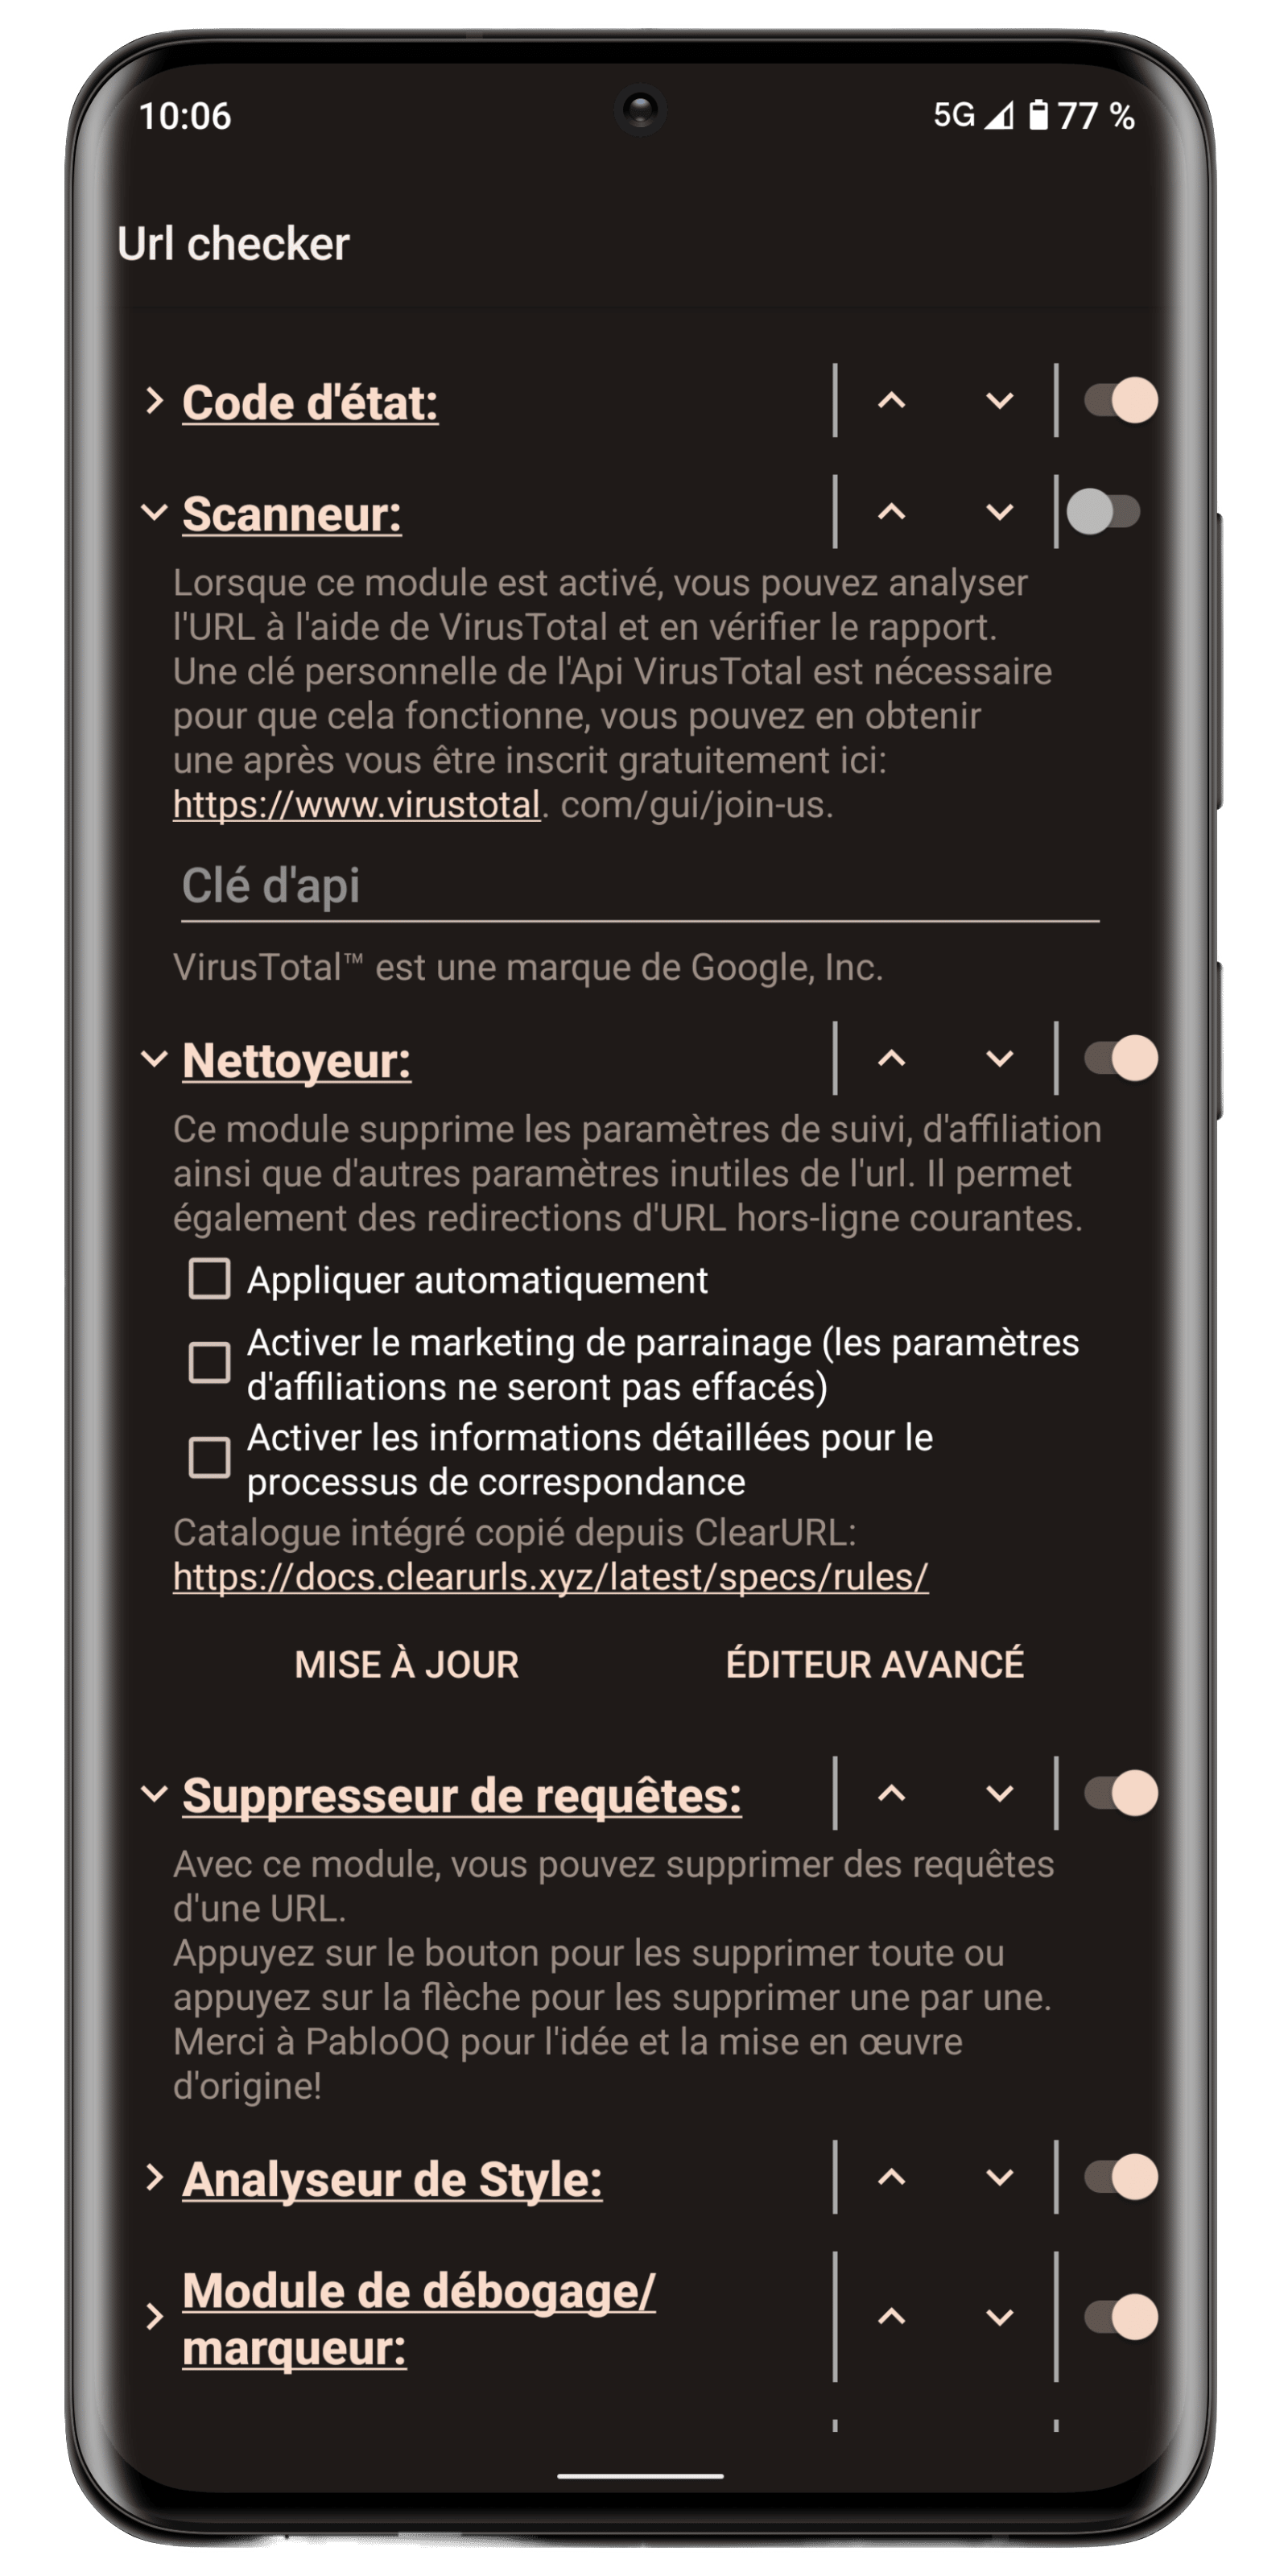 10:06
5G 77 %
Url checker
Code d'état:
Scanneur:
Lorsque ce module est activé, vous pouvez analyser
l'URL à l'aide de VirusTotal et en vérifier le rapport.
Une clé personnelle de l'Api VirusTotal est nécessaire
pour que cela fonctionne, vous pouvez en obtenir
une après vous être inscrit gratuitement ici:
https://www.virustotal. com/gui/join-us.
Clé d'api
VirusTotal™ est une marque de Google, Inc.
Nettoyeur:
Ce module supprime les paramètres de suivi, d'affiliation
ainsi que d'autres paramètres inutiles de l'url. Il permet
également des redirections d'URL hors-ligne courantes.
Appliquer automatiquement
Activer le marketing de parrainage (les paramètres
d'affiliations ne seront pas effacés)
Activer les informations détaillées pour le
processus de correspondance
Catalogue intégré copié depuis ClearURL:
https://docs.clearurls.xyz/latest/specs/rules/
MISE À JOUR
ÉDITEUR AVANCÉ
Suppresseur de requêtes:
Avec ce module, vous pouvez supprimer des requêtes
d'une URL.
Appuyez sur le bouton pour les supprimer toute ou
appuyez sur la flèche pour les supprimer une par une.
Merci à PabloOQ pour l'idée et la mise en œuvre
d'origine!
Analyseur de Style:
Module de débogage/
marqueur: